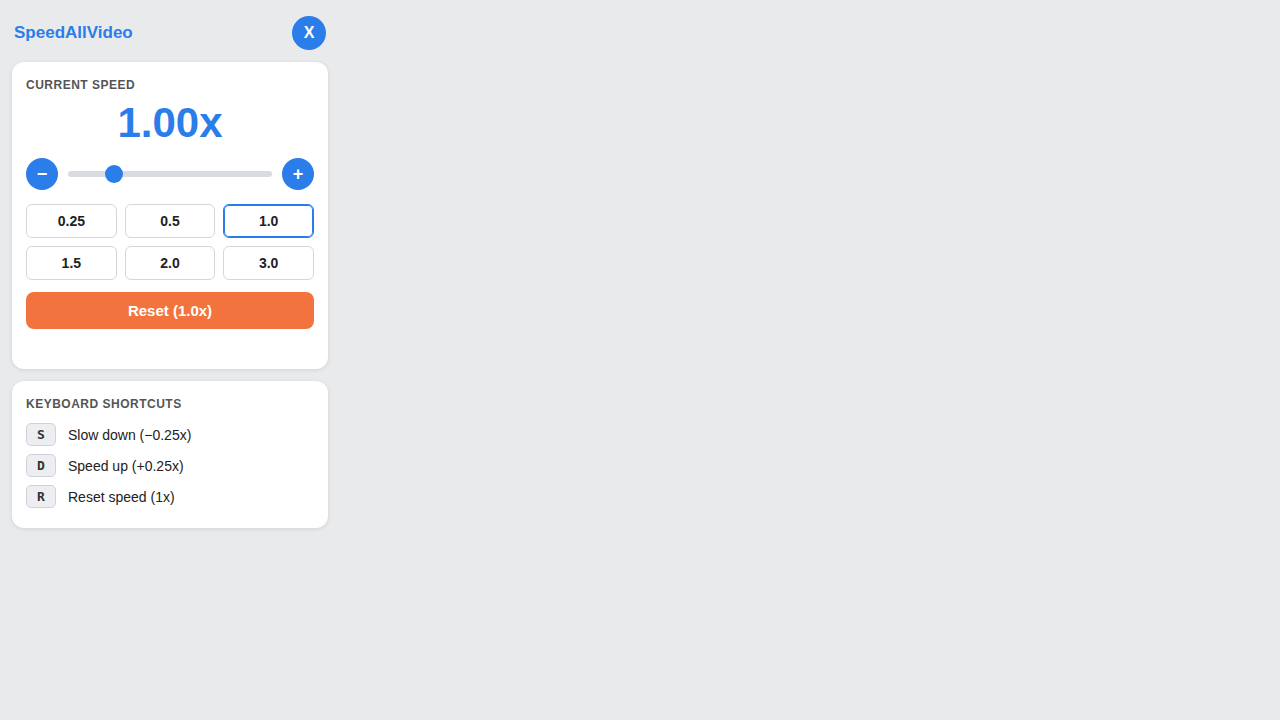 SpeedAllVideo
X
CURRENT SPEED
1.00x
− +
0.25 0.5 1.0
1.5 2.0 3.0
Reset (1.0x)
KEYBOARD SHORTCUTS
S Slow down (−0.25x)
D Speed up (+0.25x)
R Reset speed (1x)